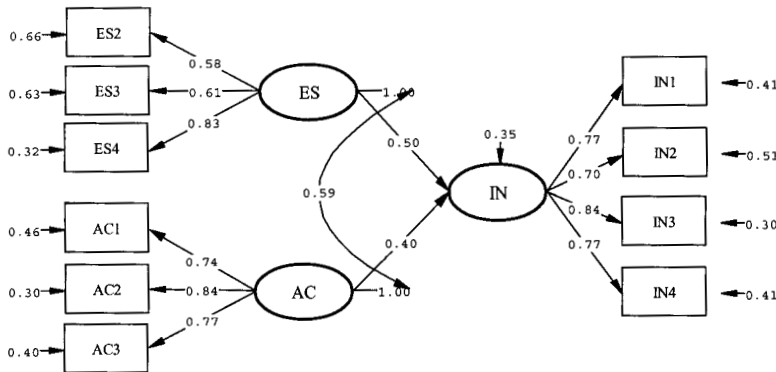 0.66 ES2
0.58
0.63 ES3 0.61 ES 1.00
0.83
0.32 ES4
0.50
0.59
0.35
IN
0.46 AC1
0.74
0.40
0.30 AC2 0.84 AC 1.00
0.77
0.40 AC3
IN1 0.41
0.77
IN2 0.51
0.70
0.84 IN3 0.30
0.77
IN4 0.41